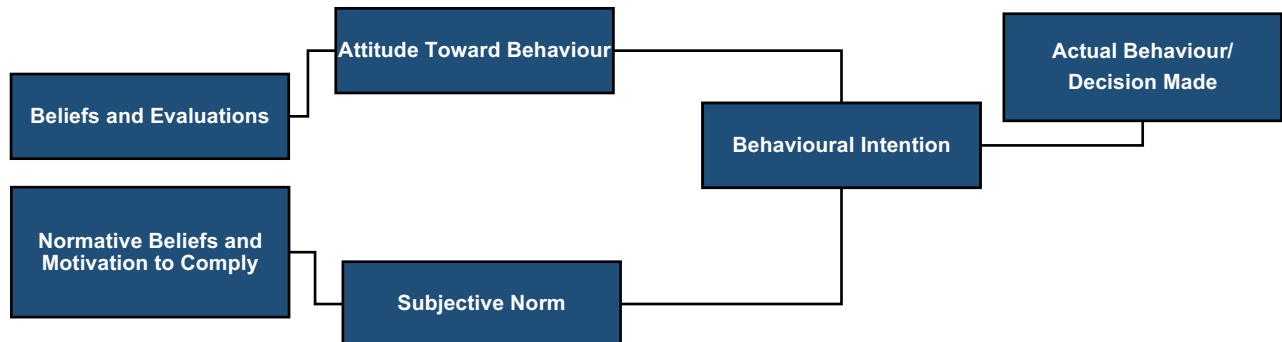 Attitude Toward Behaviour
Actual Behaviour/
Decision Made
Beliefs and Evaluations
Behavioural Intention
Normative Beliefs and
Motivation to Comply
Subjective Norm